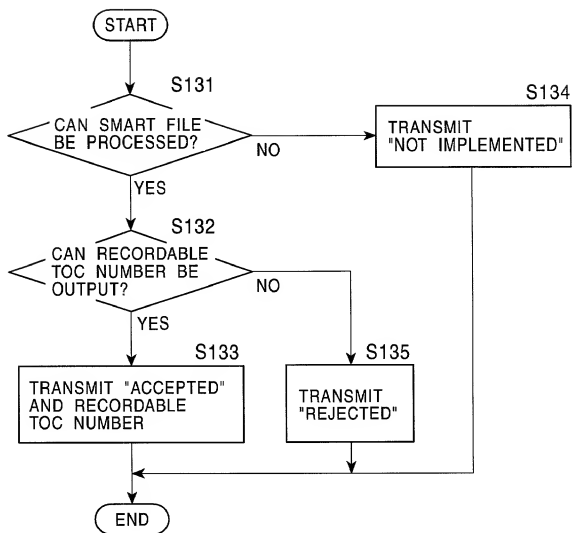 START
S131
CAN SMART FILE
BE PROCESSED?
NO
YES
S134
TRANSMIT
"NOT IMPLEMENTED"
S132
CAN RECORDABLE
TOC NUMBER BE
OUTPUT?
NO
YES
S133
TRANSMIT "ACCEPTED"
AND RECORDABLE
TOC NUMBER
S135
TRANSMIT
"REJECTED"
END